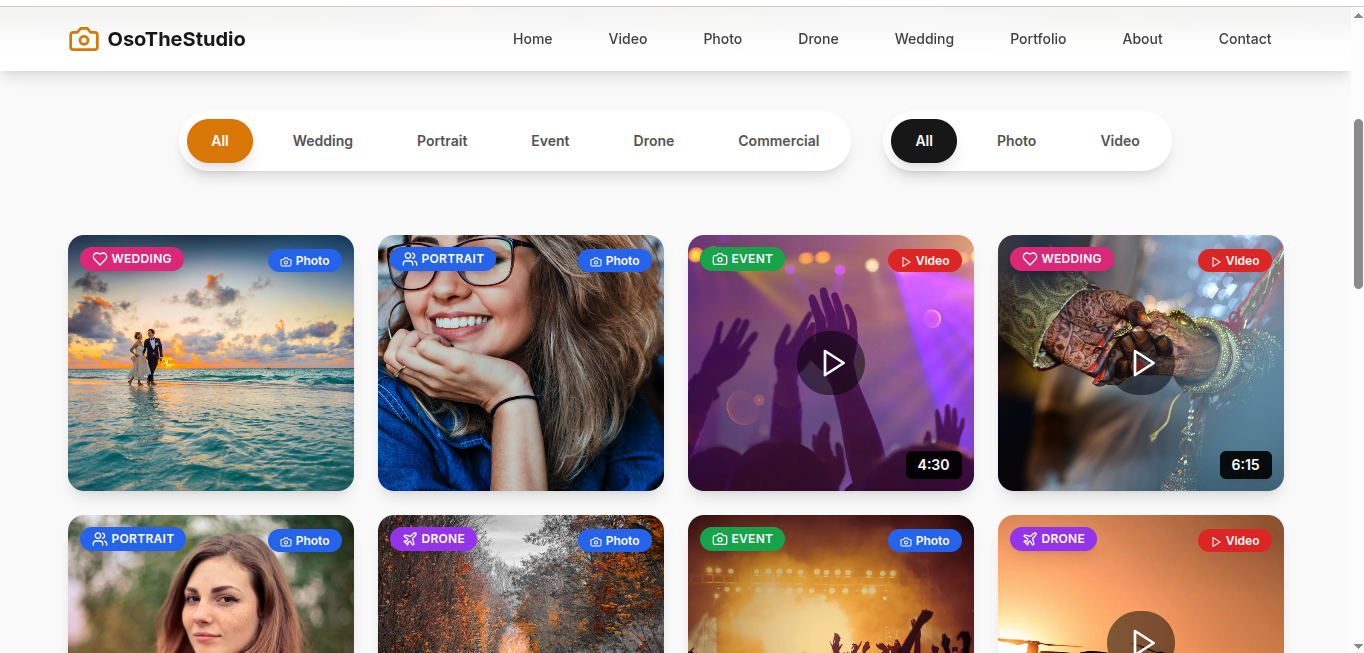 OsoTheStudio Home Video Photo Drone Wedding Portfolio About Contact
All Wedding Portrait Event Drone Commercial All Photo Video
WEDDING Photo PORTRAIT Photo EVENT Video WEDDING Video
4:30 6:15
PORTRAIT Photo DRONE Photo EVENT Photo DRONE Video